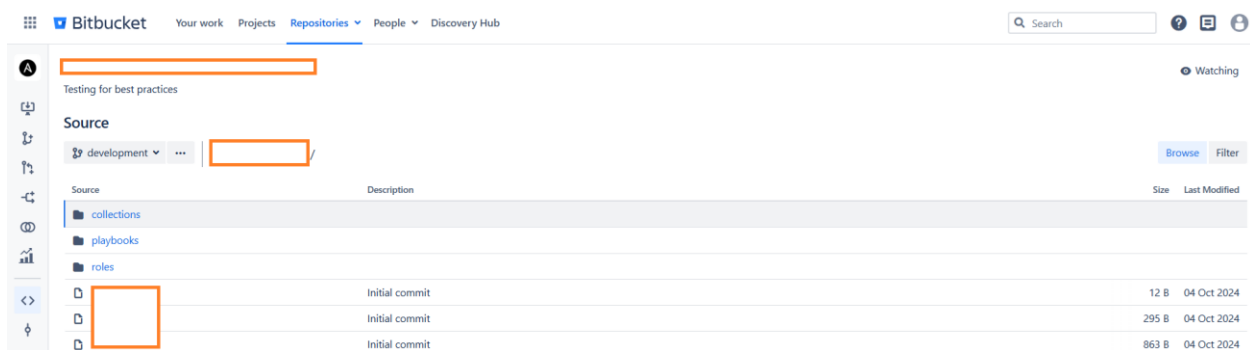 Bitbucket Your work Projects Repositories People Discovery Hub Search
A
Watching
Testing for best practices
Source
development ... /
Browse Filter
Source Description Size Last Modified
collections
playbooks
roles
Initial commit 12 B 04 Oct 2024
Initial commit 295 B 04 Oct 2024
Initial commit 863 B 04 Oct 2024